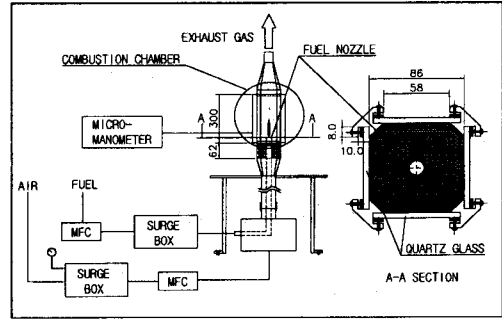 EXHAUST GAS
COMBUSTION CHAMBER
FUEL NOZZLE
86
58
300
A
A
8.0
MICRO-
MANOMETER
62
10.0
AIR
FUEL
MFC
SURGE
BOX
QUARTZ GLASS
SURGE
BOX
MFC
A-A SECTION